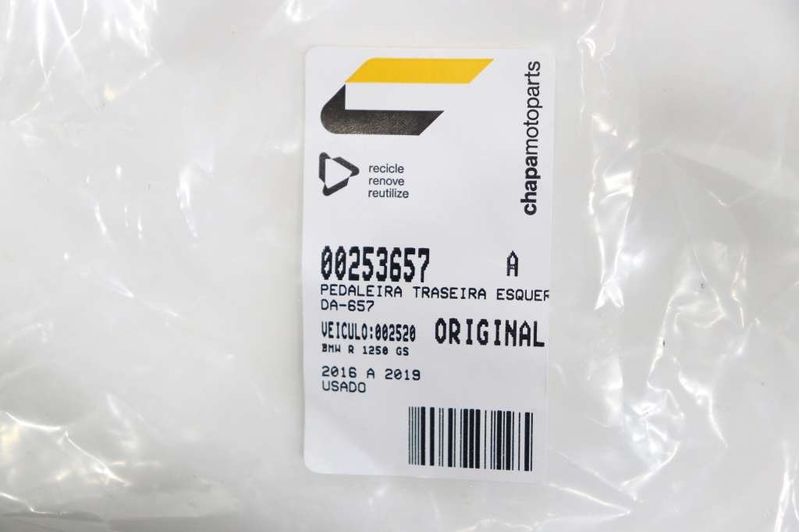 chapamotoparts
recicle
renove
reutilize
00253657 A
PEDALEIRA TRASEIRA ESQUER
DA-657
VEICULO:002520 ORIGINAL
BMW R 1250 GS
2016 A 2019
USADO